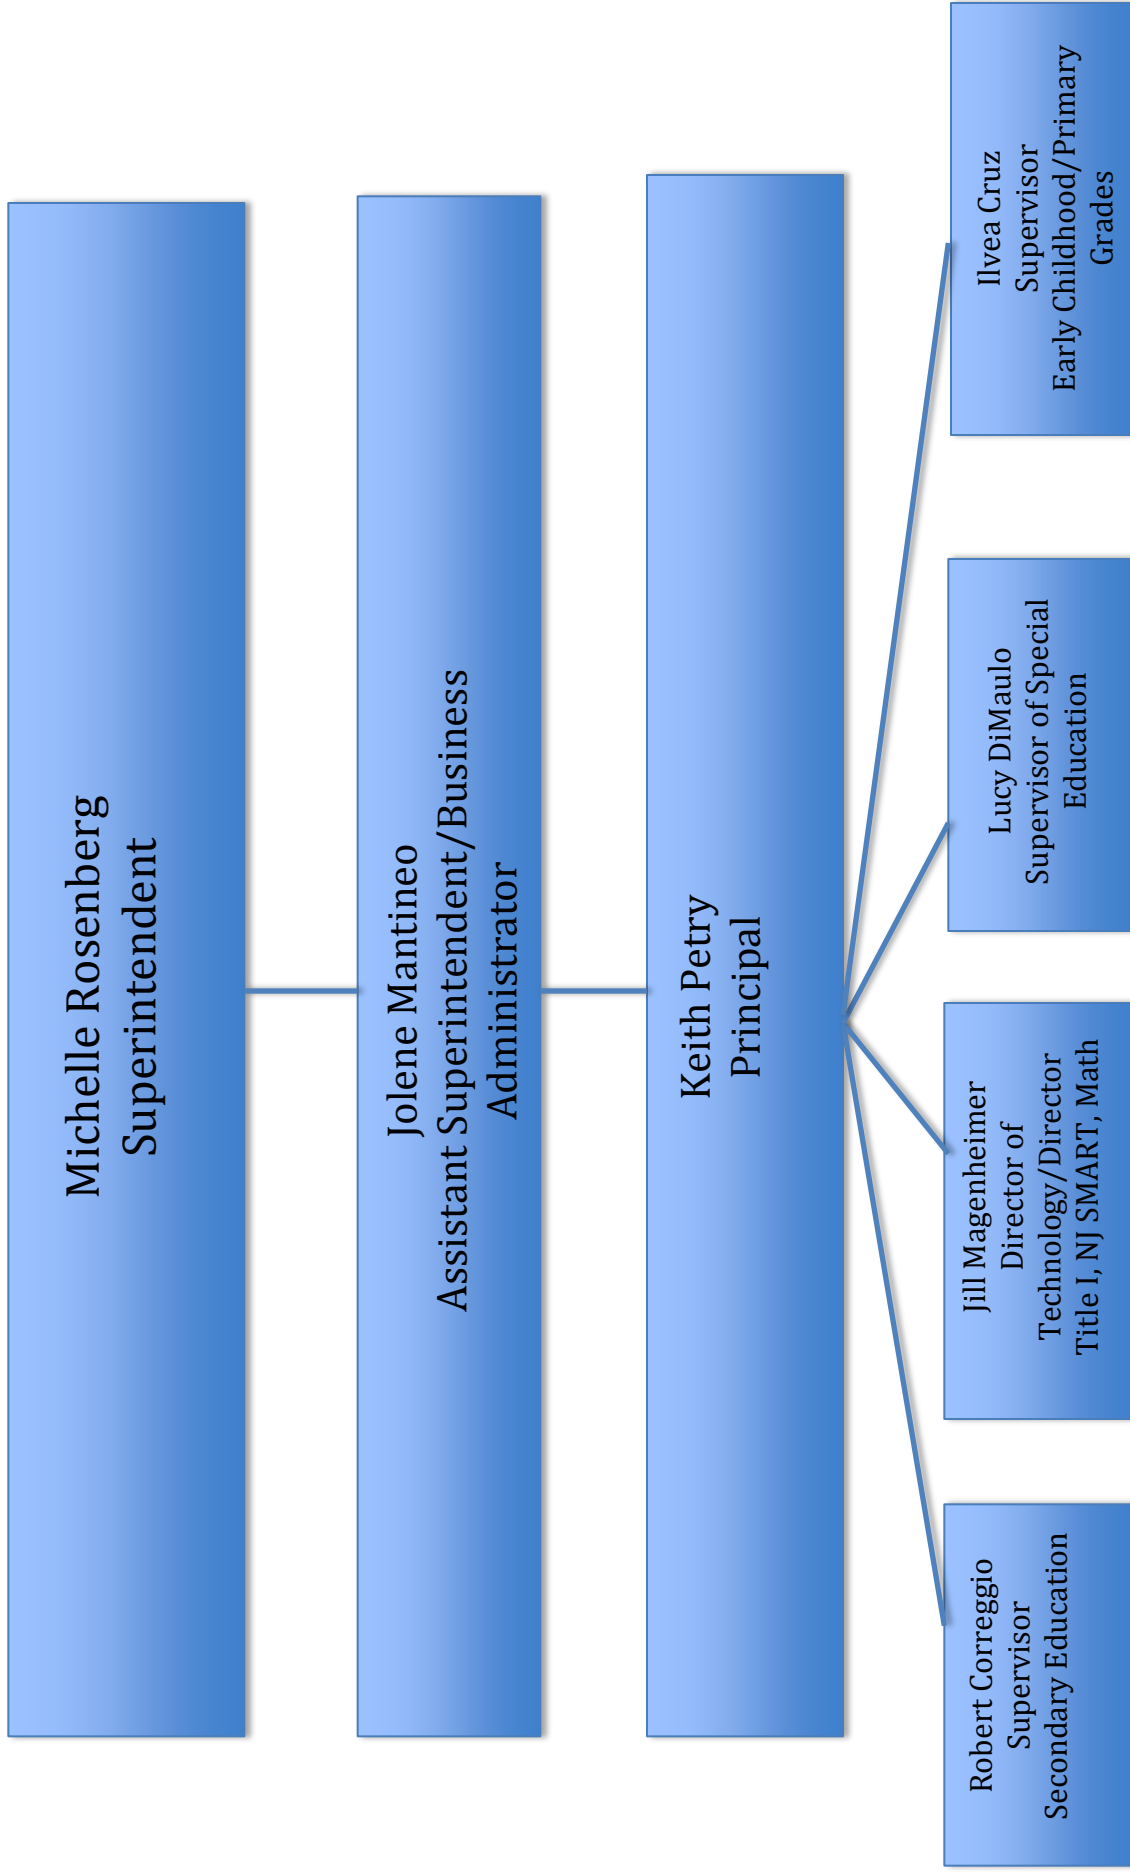 Michelle Rosenberg
Superintendent
Jolene Mantineo
Assistant Superintendent/Business
Administrator
Keith Petry
Principal
Robert Correggio
Supervisor
Secondary Education
Jill Magenheimer
Director of
Technology/Director
Title I, NJ SMART, Math
Lucy DiMaulo
Supervisor of Special
Education
Ilvea Cruz
Supervisor
Early Childhood/Primary
Grades